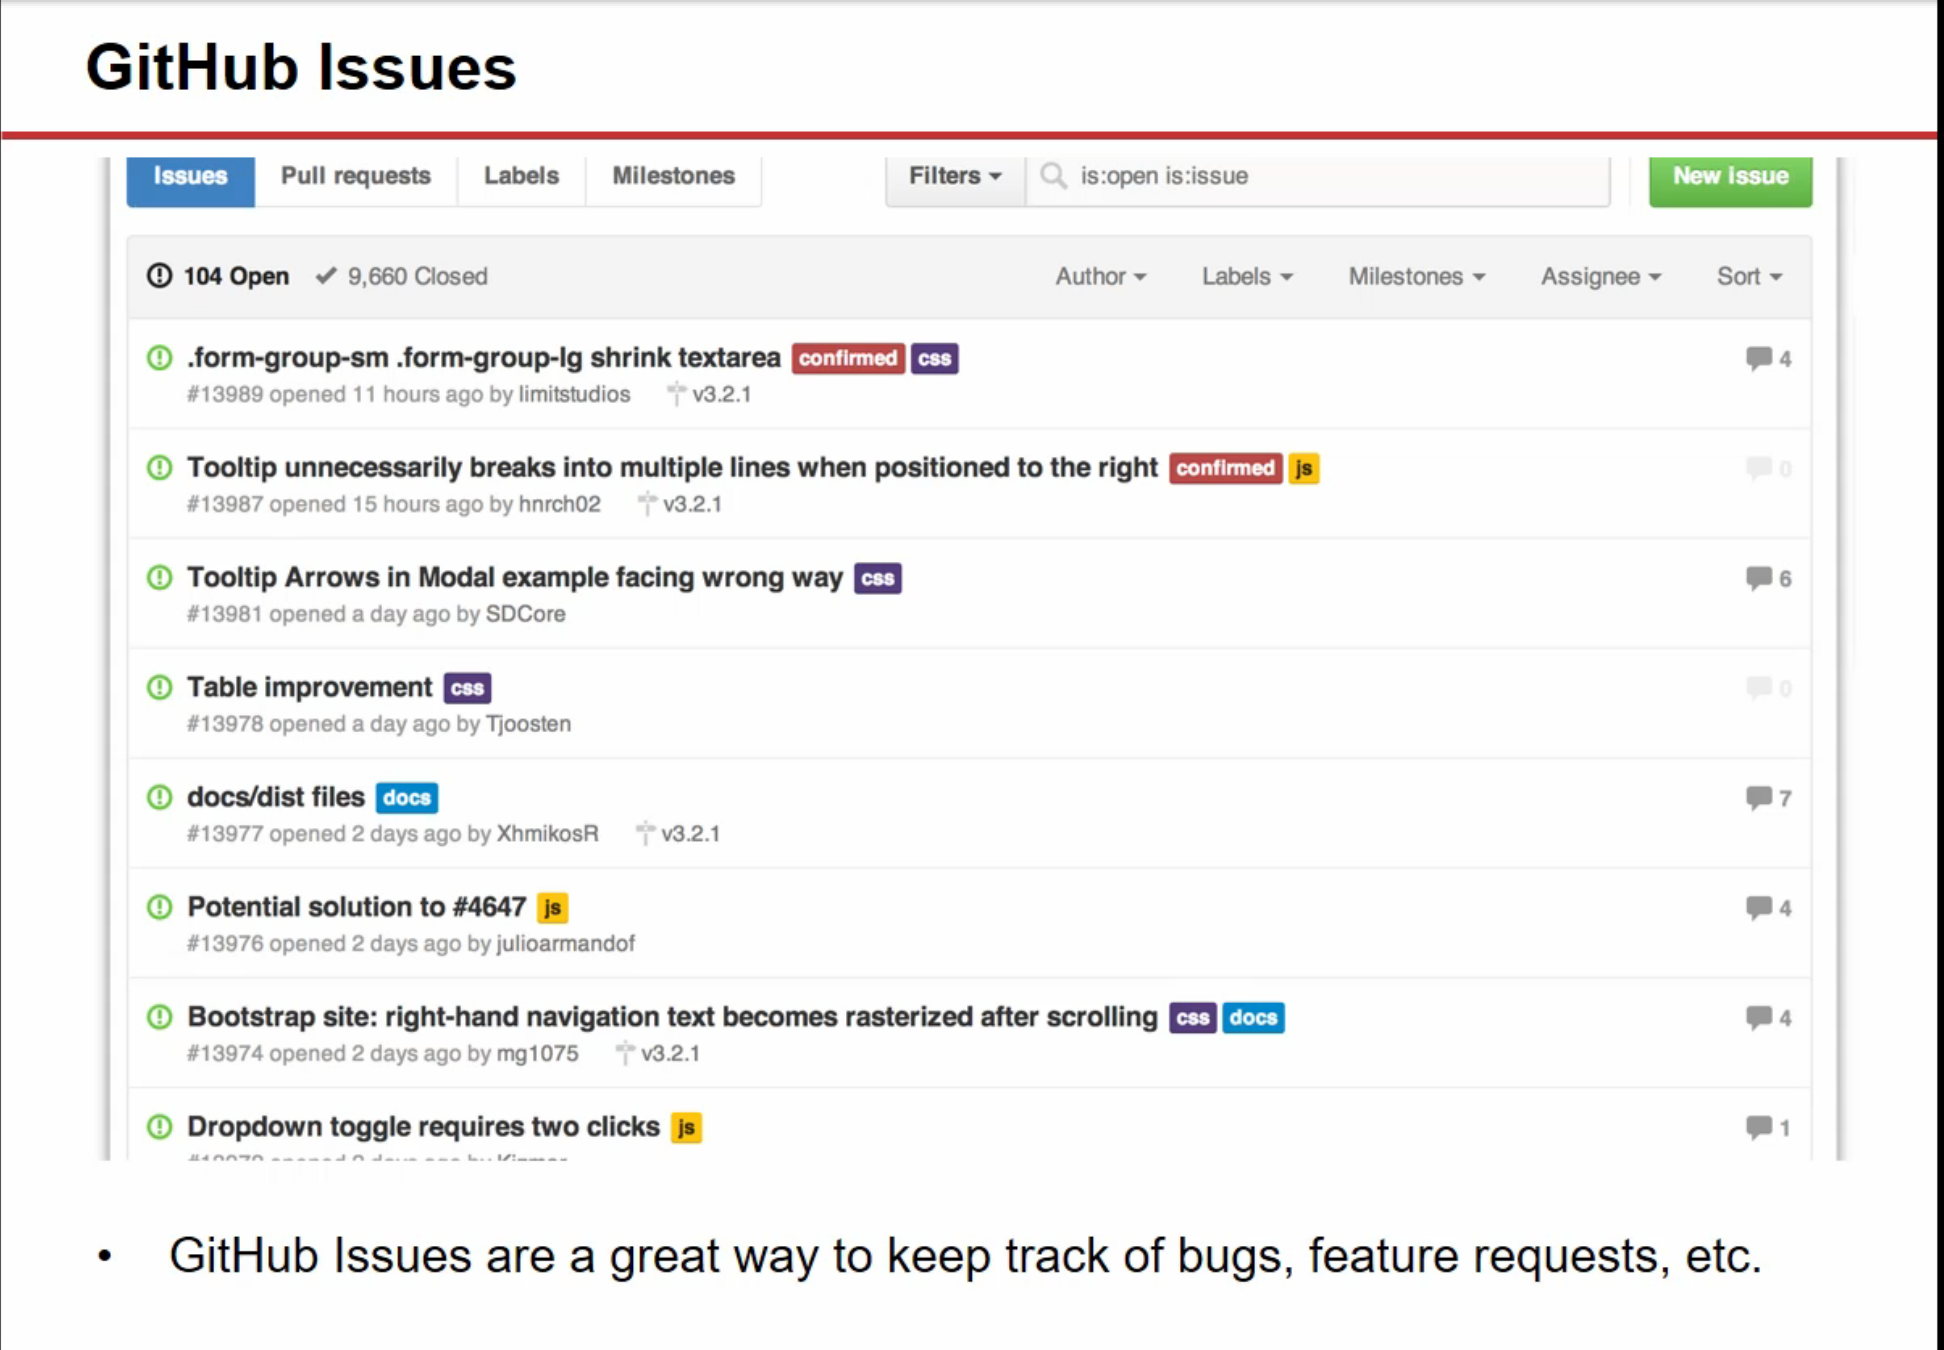 GitHub Issues
Issues Pull requests Labels Milestones Filters is:open is:issue New issue
104 Open 9,660 Closed Author Labels Milestones Assignee Sort
.form-group-sm .form-group-lg shrink textarea confirmed css 4
#13989 opened 11 hours ago by limitstudios v3.2.1
Tooltip unnecessarily breaks into multiple lines when positioned to the right confirmed js 0
#13987 opened 15 hours ago by hnrch02 v3.2.1
Tooltip Arrows in Modal example facing wrong way css 6
#13981 opened a day ago by SDCore
Table improvement css 0
#13978 opened a day ago by Tjoosten
docs/dist files docs 7
#13977 opened 2 days ago by XhmikosR v3.2.1
Potential solution to #4647 js 4
#13976 opened 2 days ago by julioarmandof
Bootstrap site: right-hand navigation text becomes rasterized after scrolling css docs 4
#13974 opened 2 days ago by mg1075 v3.2.1
Dropdown toggle requires two clicks js 1
• GitHub Issues are a great way to keep track of bugs, feature requests, etc.